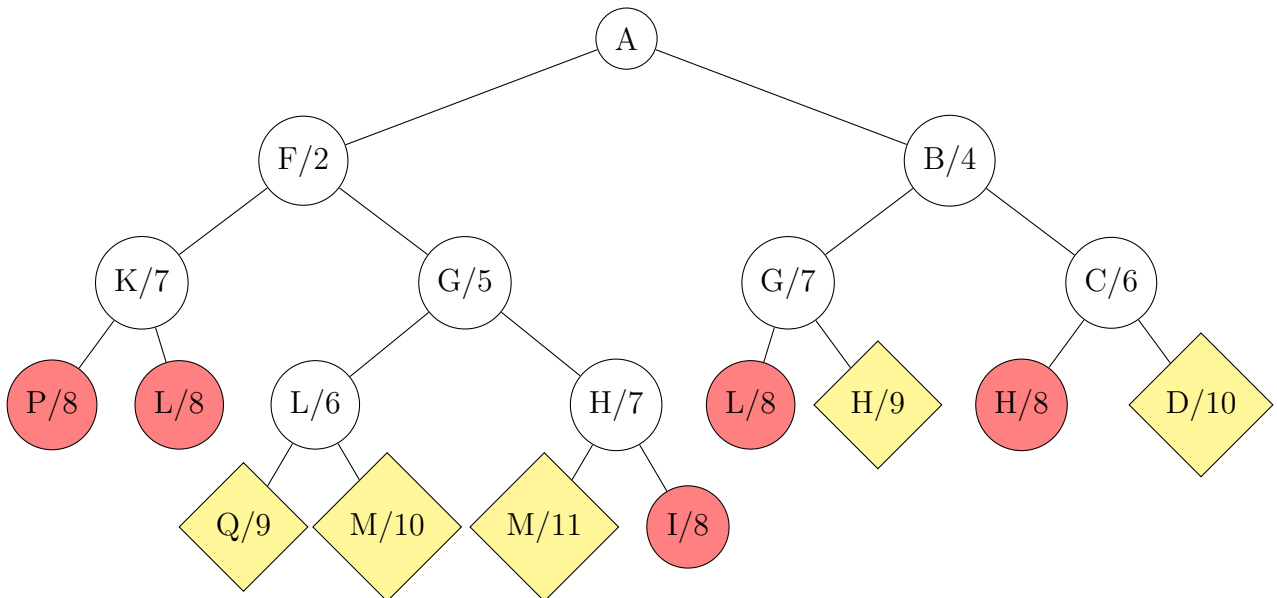 A
F/2
B/4
K/7
G/5
G/7
C/6
P/8
L/8
L/6
H/7
L/8
H/9
H/8
D/10
Q/9
M/10
M/11
I/8